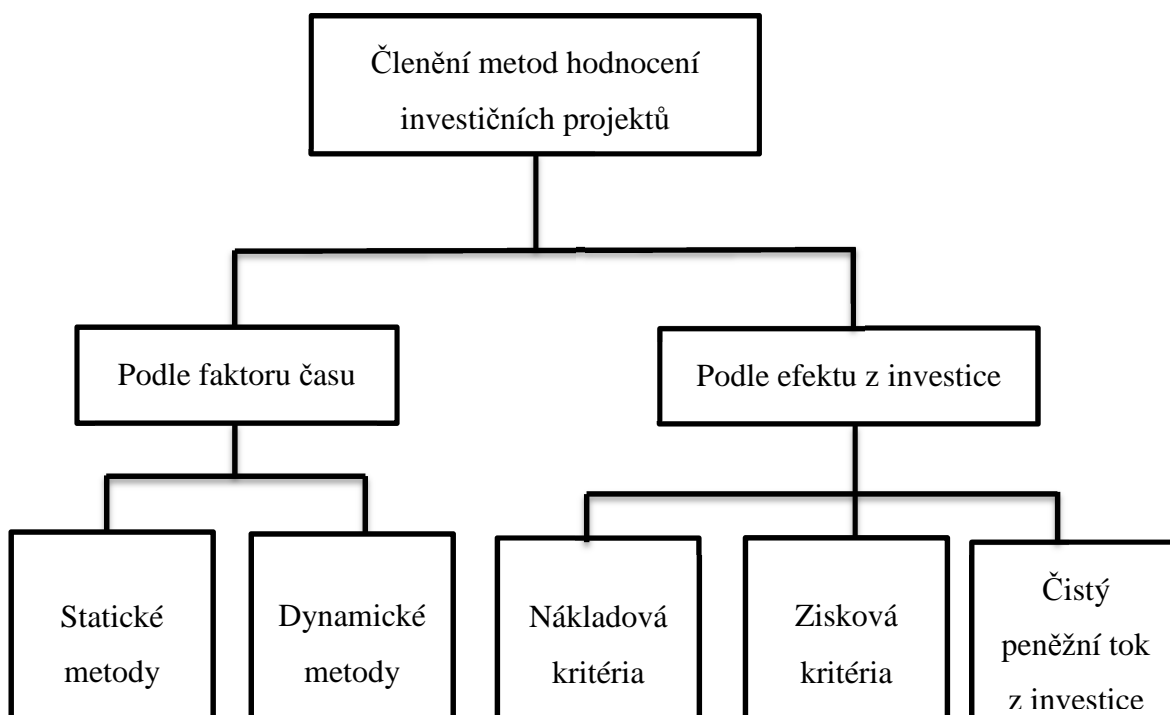 Členění metod hodnocení
investičních projektů
Podle faktoru času
Podle efektu z investice
Statické
metody
Dynamické
metody
Nákladová
kritéria
Zisková
kritéria
Čistý
peněžní tok
z investice